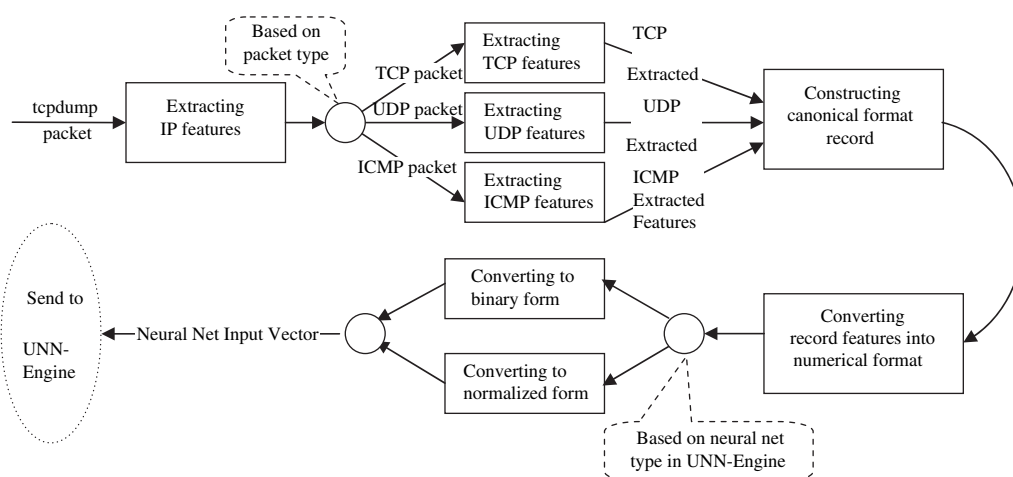 Based on
packet type
tcpdump
packet
Extracting
IP features
TCP packet
UDP packet
ICMP packet
Extracting
TCP features
Extracting
UDP features
Extracting
ICMP features
TCP
Extracted
UDP
Extracted
ICMP
Extracted
Features
Constructing
canonical format
record
Converting
record features into
numerical format
Based on neural net
type in UNN-Engine
Converting to
binary form
Converting to
normalized form
Neural Net Input Vector
Send to
UNN-
Engine